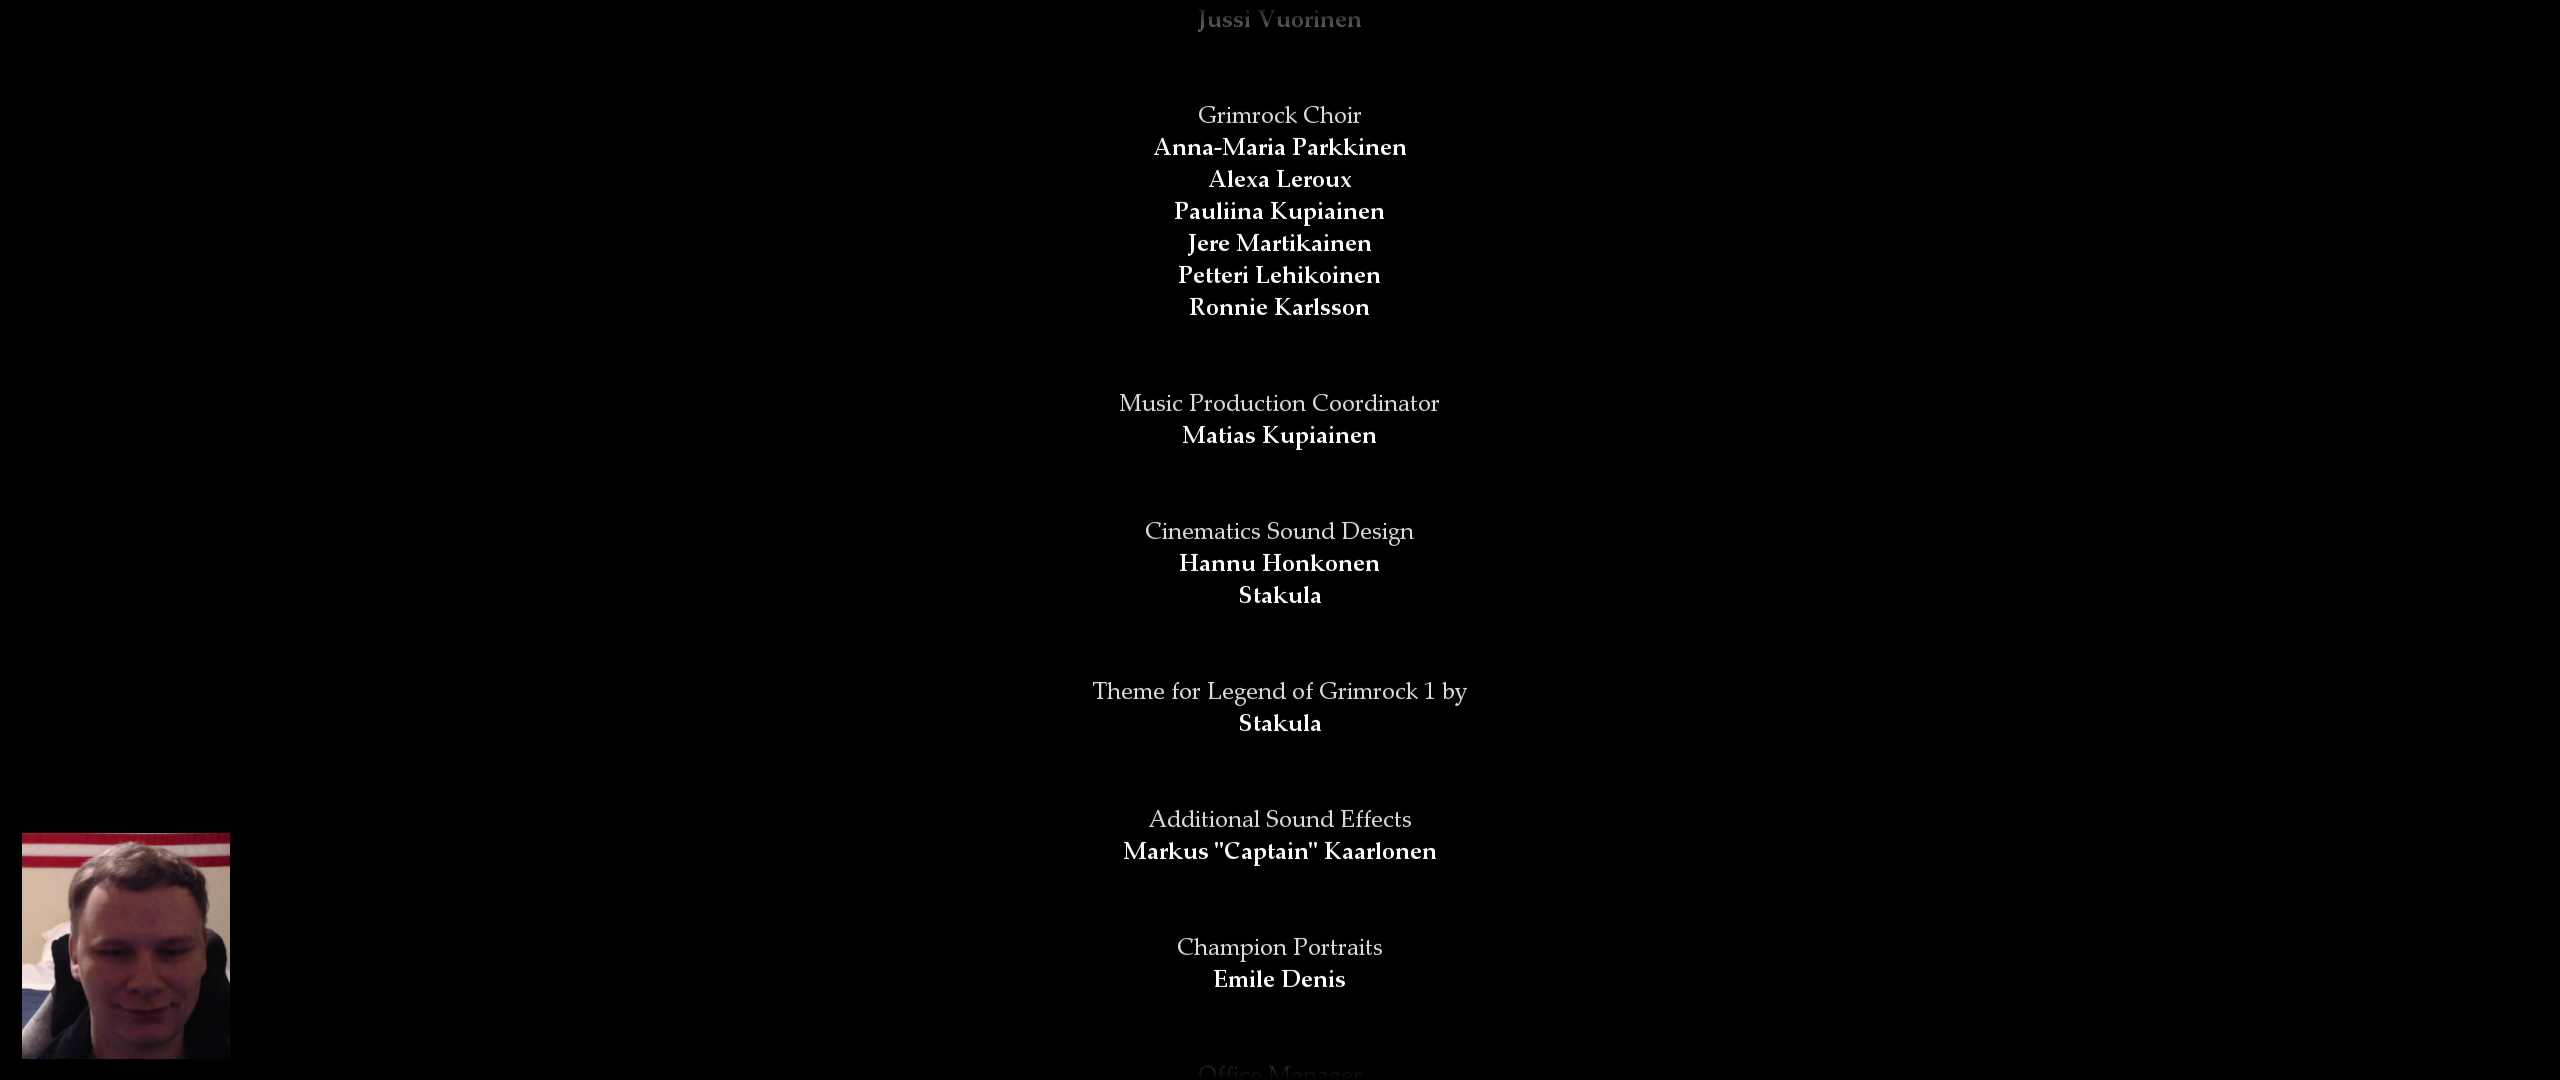 Jussi Vuorinen
Grimrock Choir
Anna-Maria Parkkinen
Alexa Leroux
Pauliina Kupiainen
Jere Martikainen
Petteri Lehikoinen
Ronnie Karlsson
Music Production Coordinator
Matias Kupiainen
Cinematics Sound Design
Hannu Honkonen
Stakula
Theme for Legend of Grimrock 1 by
Stakula
Additional Sound Effects
Markus "Captain" Kaarlonen
Champion Portraits
Emile Denis
Office Manager